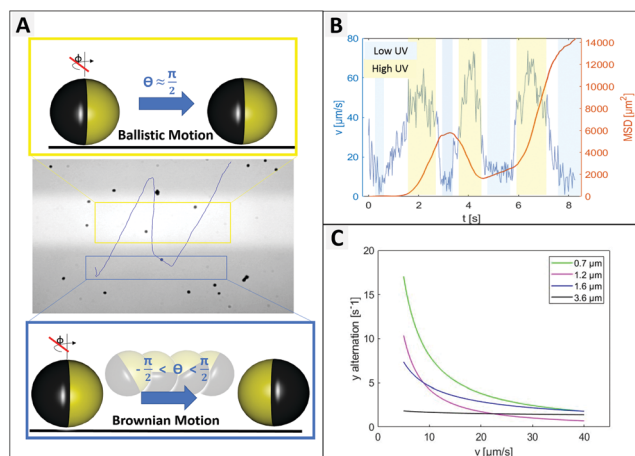 A
ϕ
Θ ≈ π/2
Ballistic Motion
ϕ
- π/2 < Θ < π/2
Brownian Motion
B
80
60
40
20
0
v [µm/s]
Low UV
High UV
14000
12000
10000
8000
6000
4000
2000
0
MSD [µm²]
0 2 4 6 8
t [s]
C
20
15
10
5
0
y alternation [s⁻¹]
0.7 µm
1.2 µm
1.6 µm
3.6 µm
0 10 20 30 40
v [µm/s]